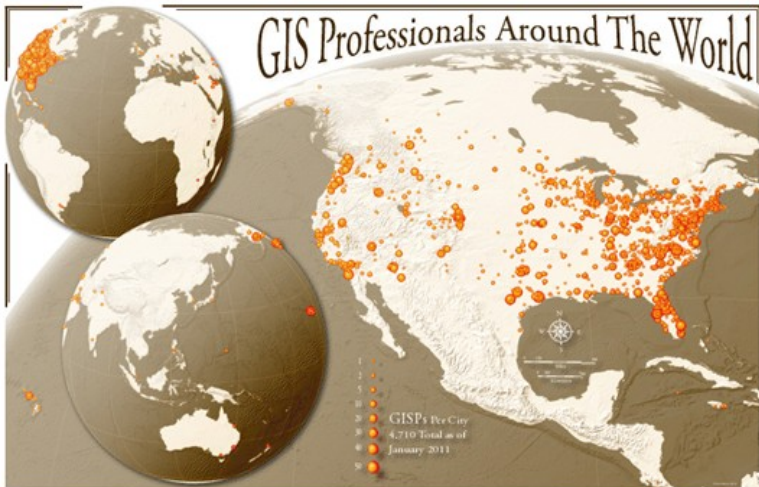 GIS Professionals Around The World
N
W
E
S
1
2
5
10
20
30
40
50
GISPs Per City
4,710 Total as of
January 2011